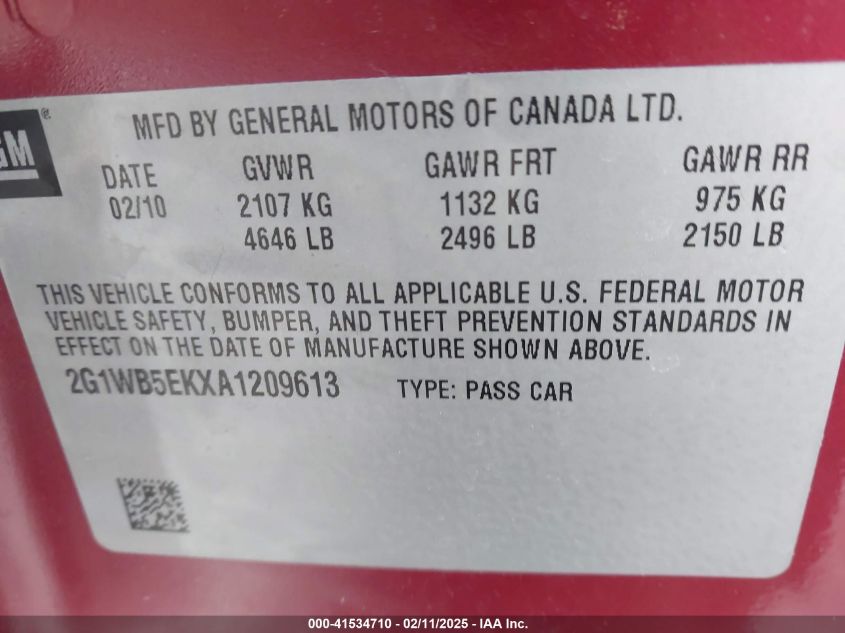 MFD BY GENERAL MOTORS OF CANADA LTD.
GM
DATE GVWR GAWR FRT GAWR RR
02/10 2107 KG 1132 KG 975 KG
4646 LB 2496 LB 2150 LB
THIS VEHICLE CONFORMS TO ALL APPLICABLE U.S. FEDERAL MOTOR
VEHICLE SAFETY, BUMPER, AND THEFT PREVENTION STANDARDS IN
EFFECT ON THE DATE OF MANUFACTURE SHOWN ABOVE.
2G1WB5EKXA1209613 TYPE: PASS CAR
000-41534710 / 02/11/2025 - IAA Inc.